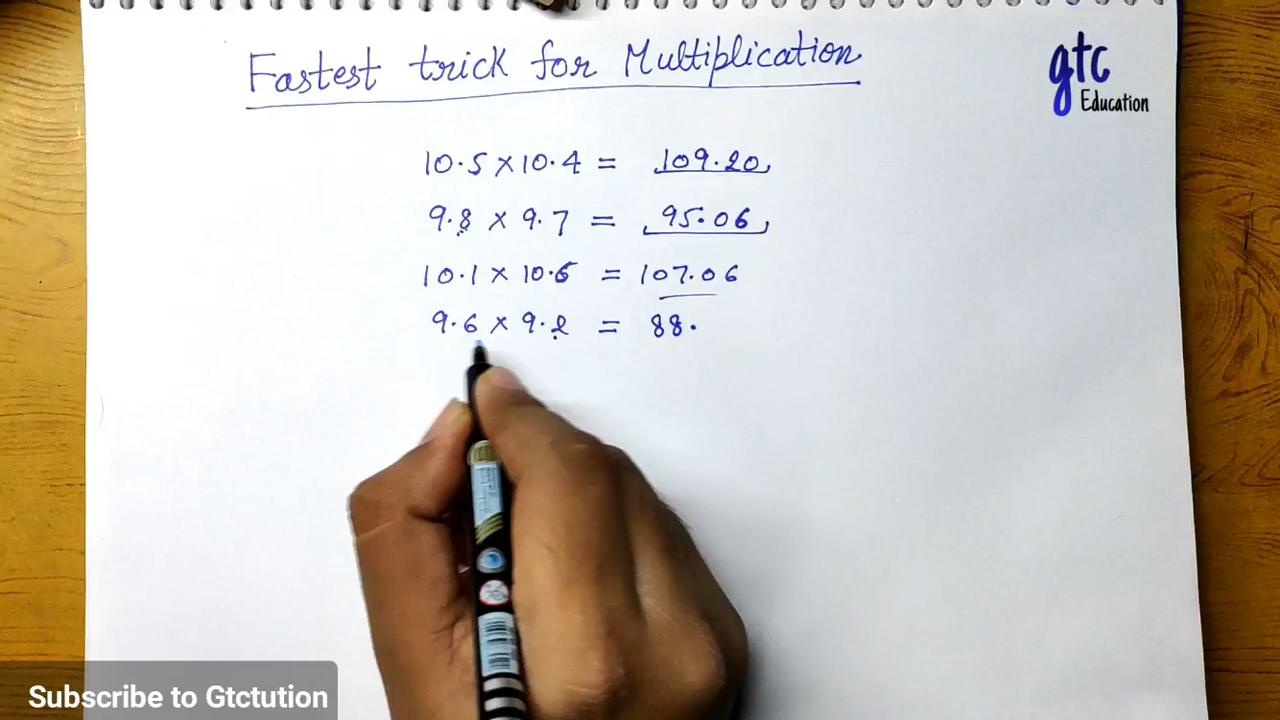 Fastest trick for Multiplication
gtc
Education
10.5 × 10.4 = 109.20
9.8 × 9.7 = 95.06
10.1 × 10.6 = 107.06
9.6 × 9.2 = 88.
Subscribe to Gtctution